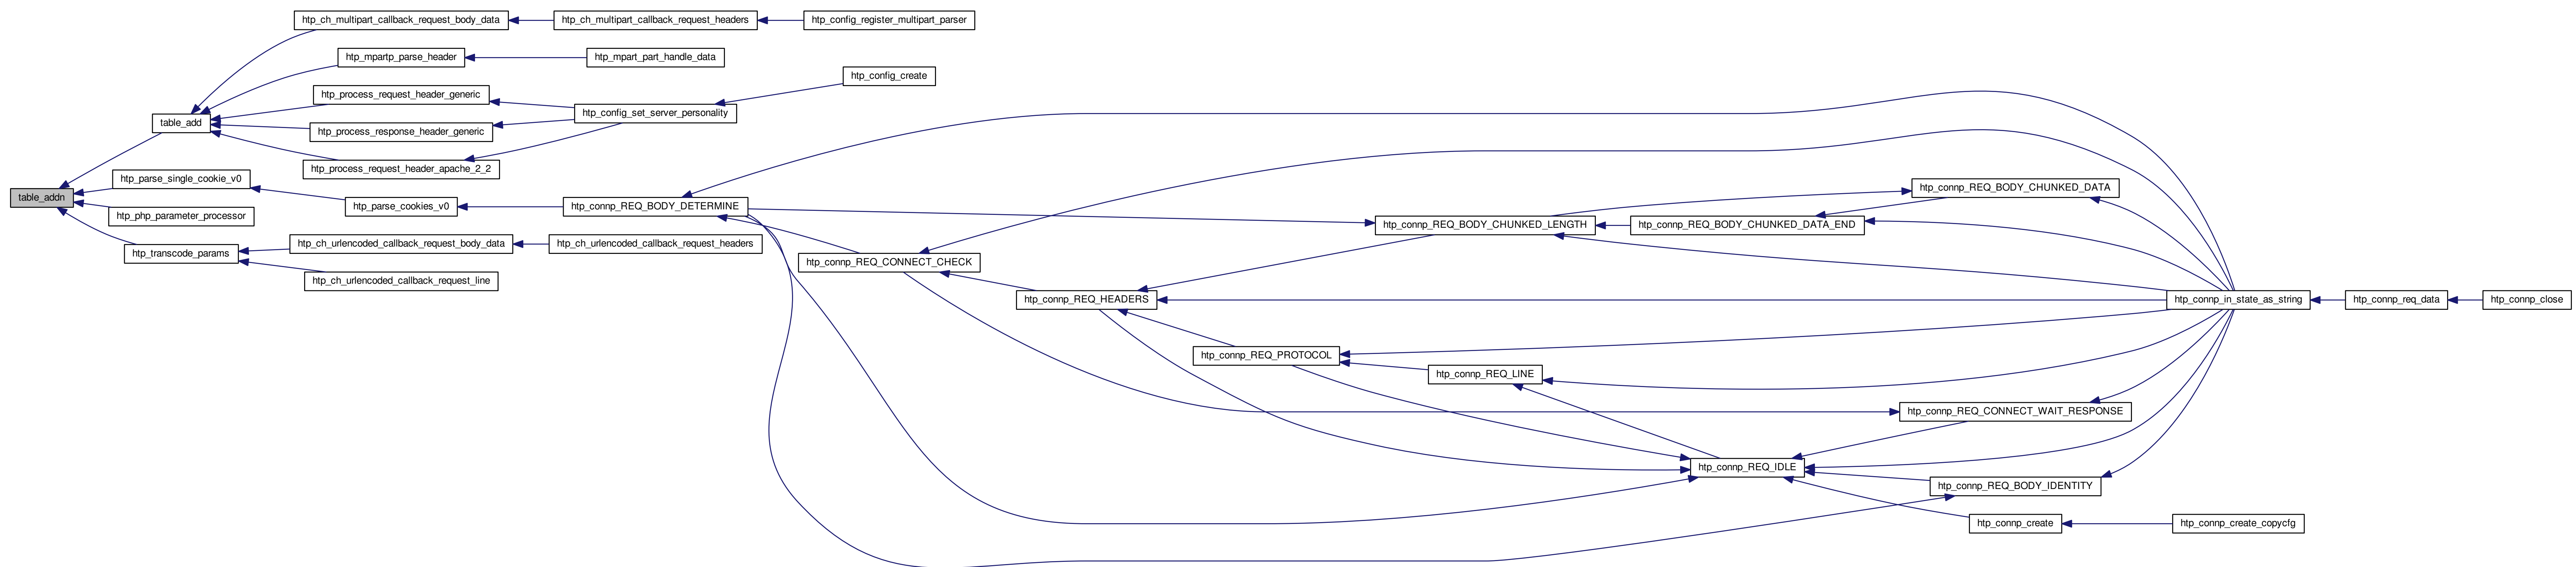 htp_ch_multipart_callback_request_body_data
htp_ch_multipart_callback_request_headers
htp_config_register_multipart_parser
htp_mpartp_parse_header
htp_mpart_part_handle_data
htp_config_create
htp_process_request_header_generic
htp_config_set_server_personality
table_add
htp_process_response_header_generic
htp_process_request_header_apache_2_2
htp_parse_single_cookie_v0
table_addn
htp_parse_cookies_v0
htp_connp_REQ_BODY_DETERMINE
htp_php_parameter_processor
htp_connp_REQ_BODY_CHUNKED_DATA
htp_connp_REQ_BODY_CHUNKED_LENGTH
htp_connp_REQ_BODY_CHUNKED_DATA_END
htp_ch_urlencoded_callback_request_body_data
htp_ch_urlencoded_callback_request_headers
htp_transcode_params
htp_connp_REQ_CONNECT_CHECK
htp_ch_urlencoded_callback_request_line
htp_connp_REQ_HEADERS
htp_connp_in_state_as_string
htp_connp_req_data
htp_connp_close
htp_connp_REQ_PROTOCOL
htp_connp_REQ_LINE
htp_connp_REQ_CONNECT_WAIT_RESPONSE
htp_connp_REQ_IDLE
htp_connp_REQ_BODY_IDENTITY
htp_connp_create
htp_connp_create_copycfg